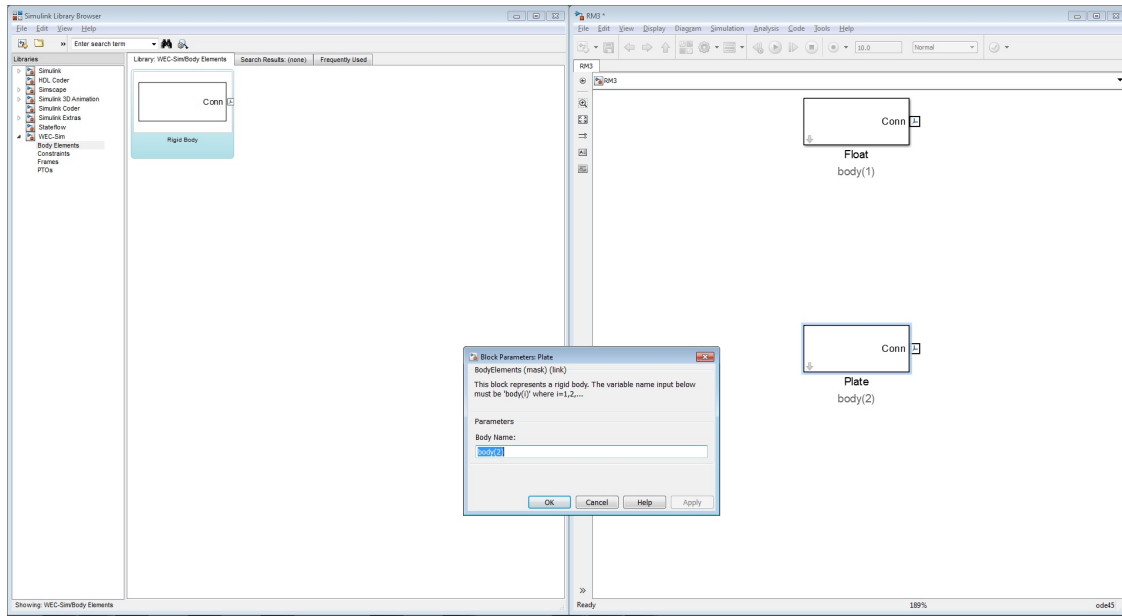 Simulink Library Browser
File Edit View Help
» Enter search term
Libraries
Simulink
HDL Coder
Simscape
Simulink 3D Animation
Simulink Coder
Simulink Extras
Stateflow
WEC-Sim
Body Elements
Constraints
Frames
PTOs
Library: WEC-Sim/Body Elements Search Results: (none) Frequently Used
Conn
Rigid Body
Showing: WEC-Sim/Body Elements
RM3 *
File Edit View Display Diagram Simulation Analysis Code Tools Help
10.0 Normal
RM3
RM3
Conn
Float
body(1)
Conn
Plate
body(2)
Block Parameters: Plate
BodyElements (mask) (link)
This block represents a rigid body. The variable name input below
must be 'body(i)' where i=1,2,...
Parameters
Body Name:
body(2)
OK Cancel Help Apply
»
Ready 189% ode45